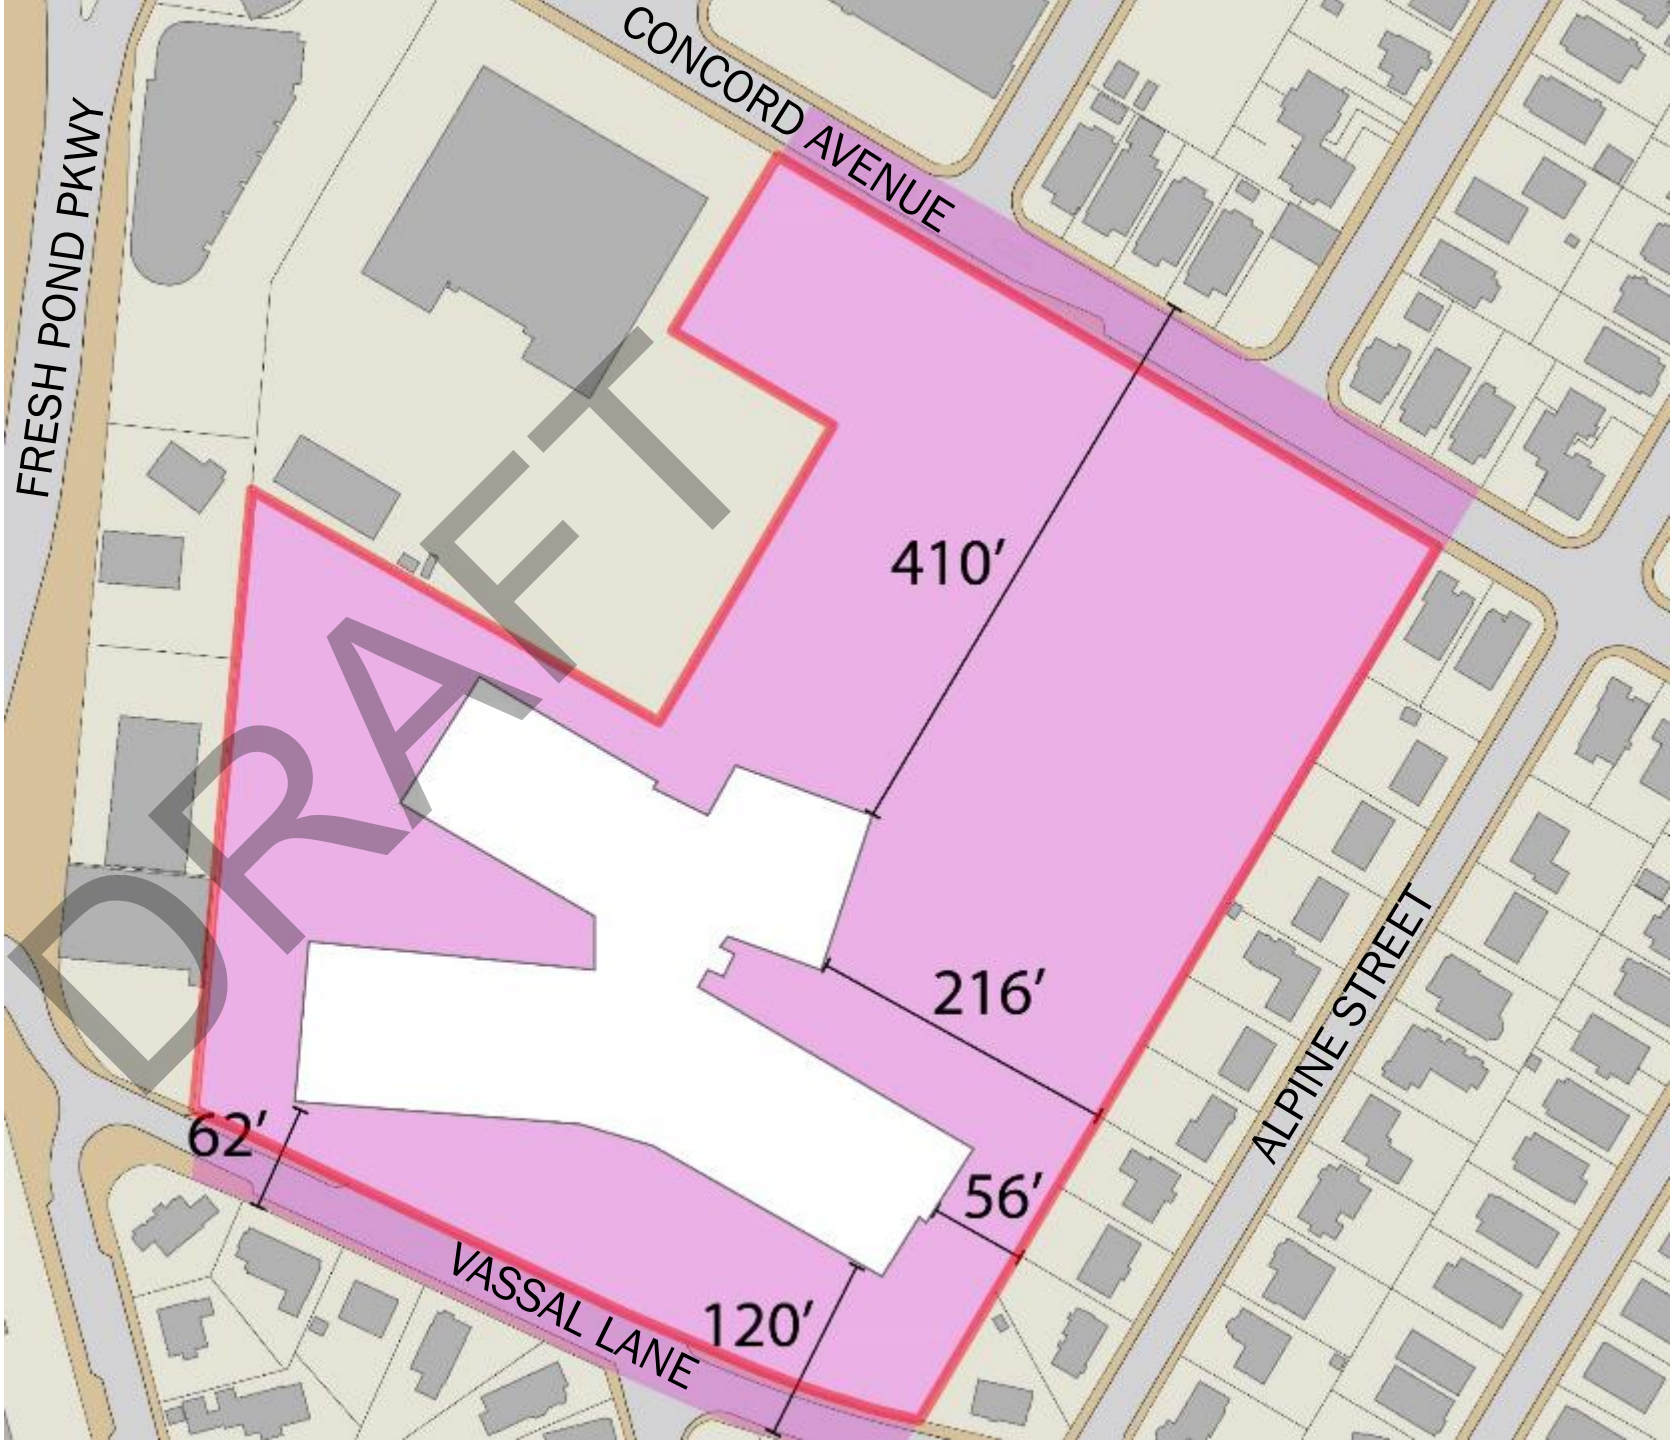 CONCORD AVENUE
FRESH POND PKWY
410′
DRAFT
216′
ALPINE STREET
62′
56′
VASSAL LANE
120′